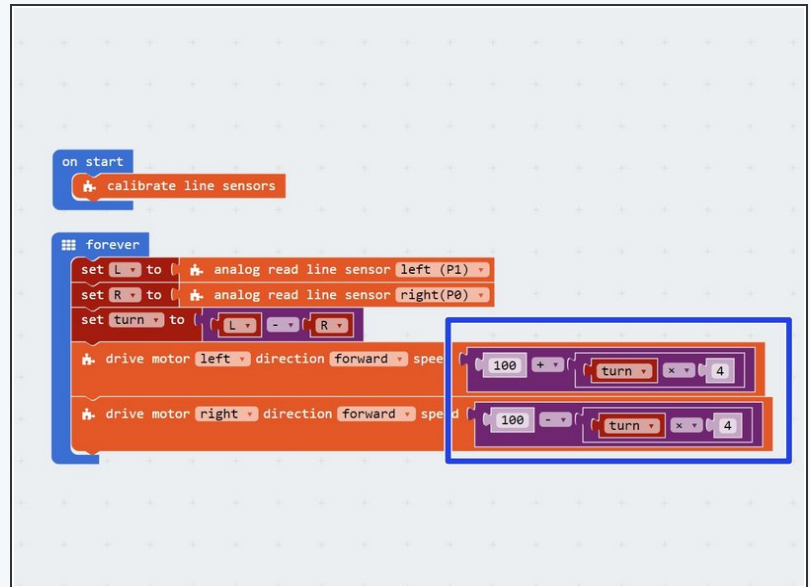 on start
calibrate line sensors
forever
set L to analog read line sensor left (P1)
set R to analog read line sensor right(P0)
set turn to L - R
drive motor left direction forward speed 100 + turn × 4
drive motor right direction forward spe d 100 - turn × 4